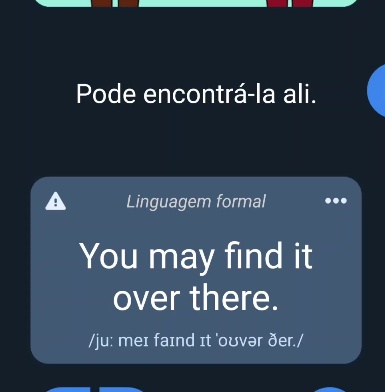 Pode encontrá-la ali.
Linguagem formal
You may find it
over there.
/juː meɪ faɪnd ɪt ˈoʊvər ðer./